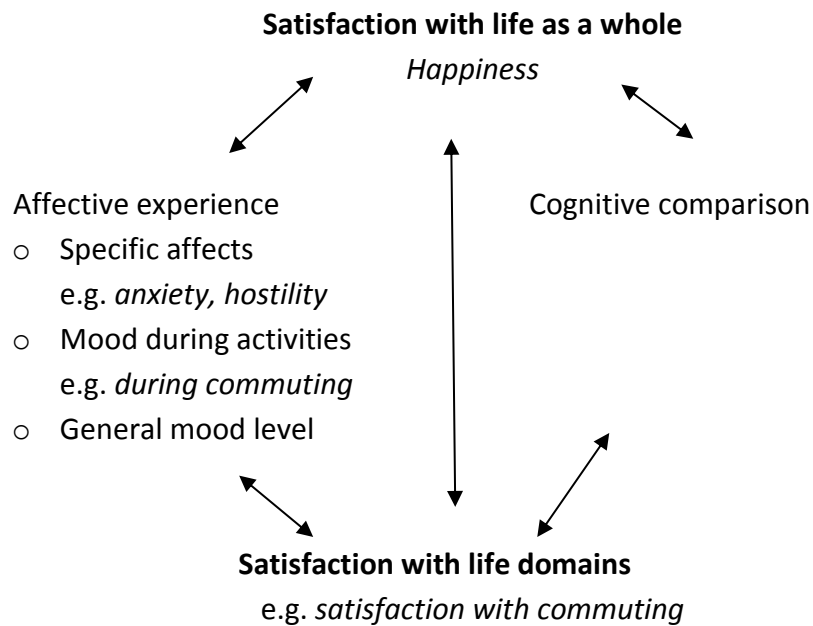 Satisfaction with life as a whole
Happiness
Affective experience
Cognitive comparison
○ Specific affects
e.g. anxiety, hostility
○ Mood during activities
e.g. during commuting
○ General mood level
Satisfaction with life domains
e.g. satisfaction with commuting